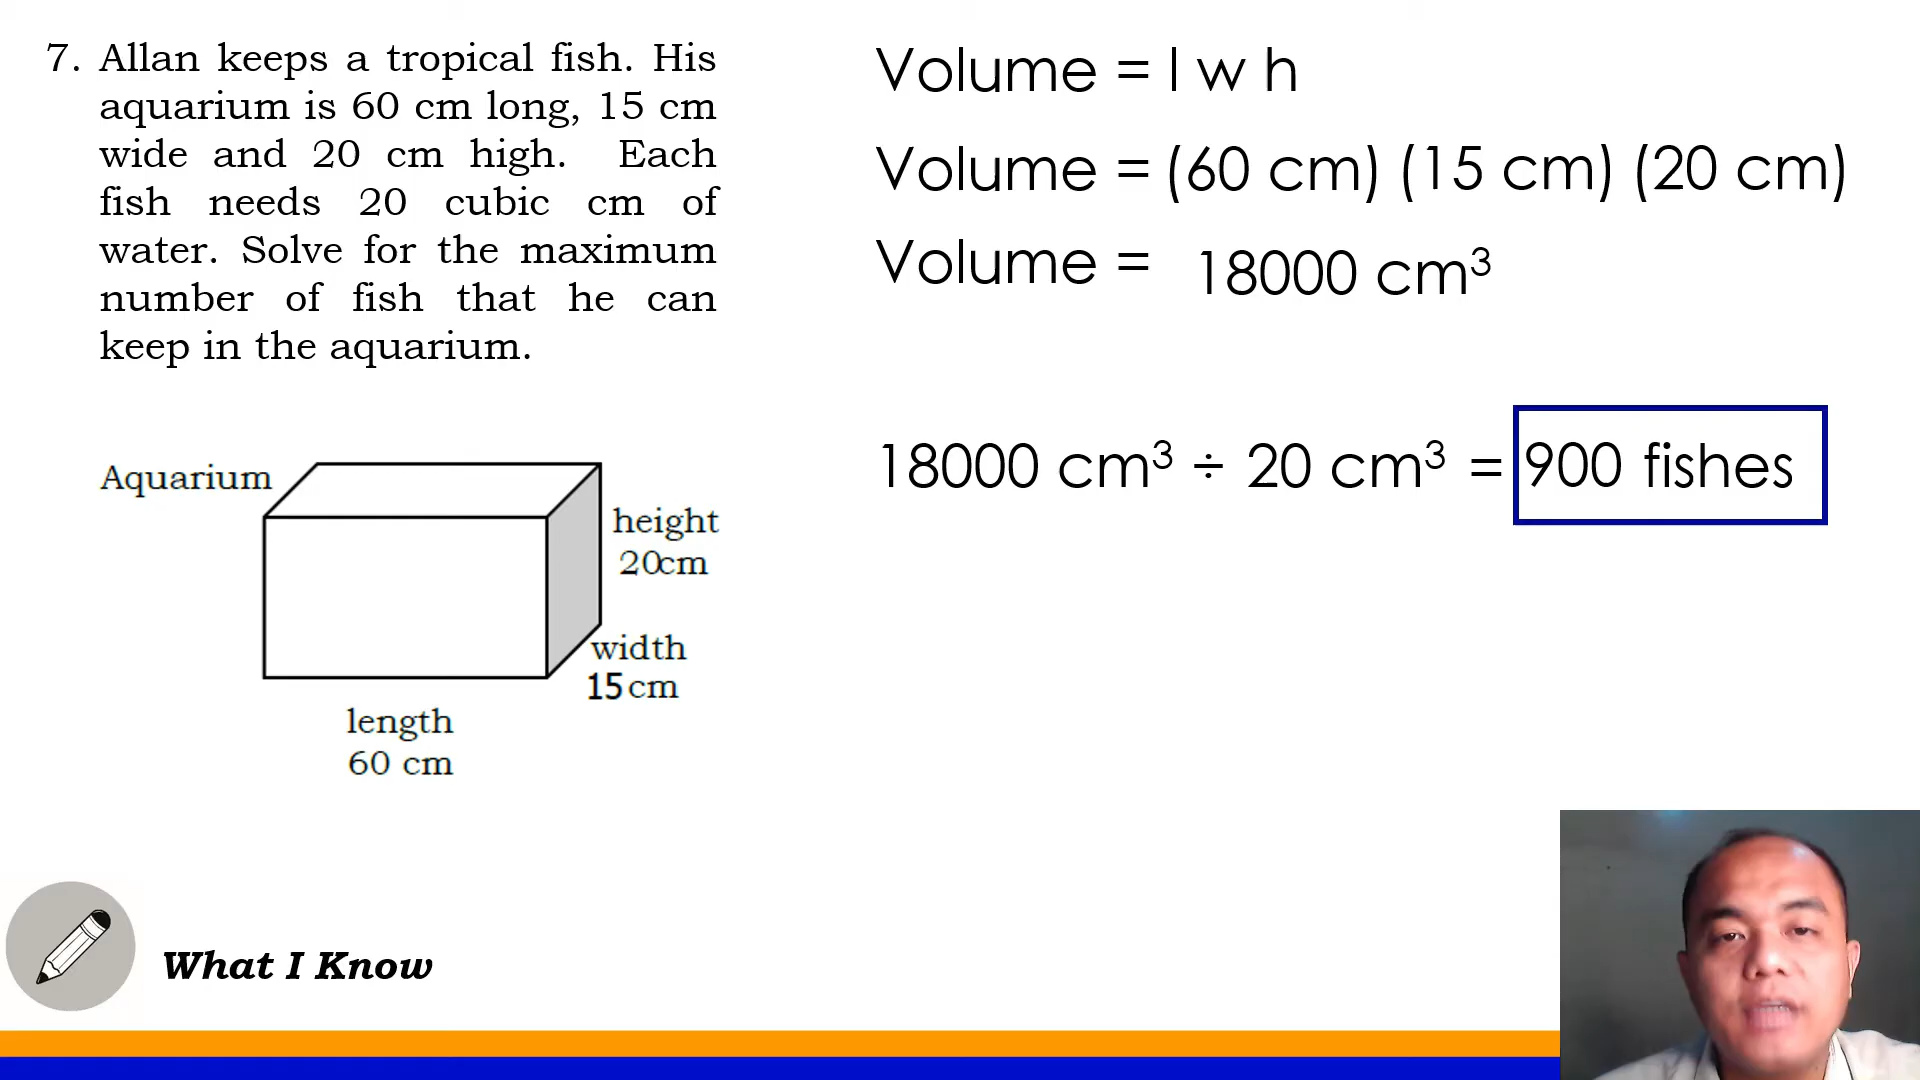 7. Allan keeps a tropical fish. His
aquarium is 60 cm long, 15 cm
wide and 20 cm high. Each
fish needs 20 cubic cm of
water. Solve for the maximum
number of fish that he can
keep in the aquarium.
Aquarium
height
20cm
width
15cm
length
60 cm
Volume = l w h
Volume = (60 cm) (15 cm) (20 cm)
Volume = 18000 cm³
18000 cm³ ÷ 20 cm³ = 900 fishes
What I Know